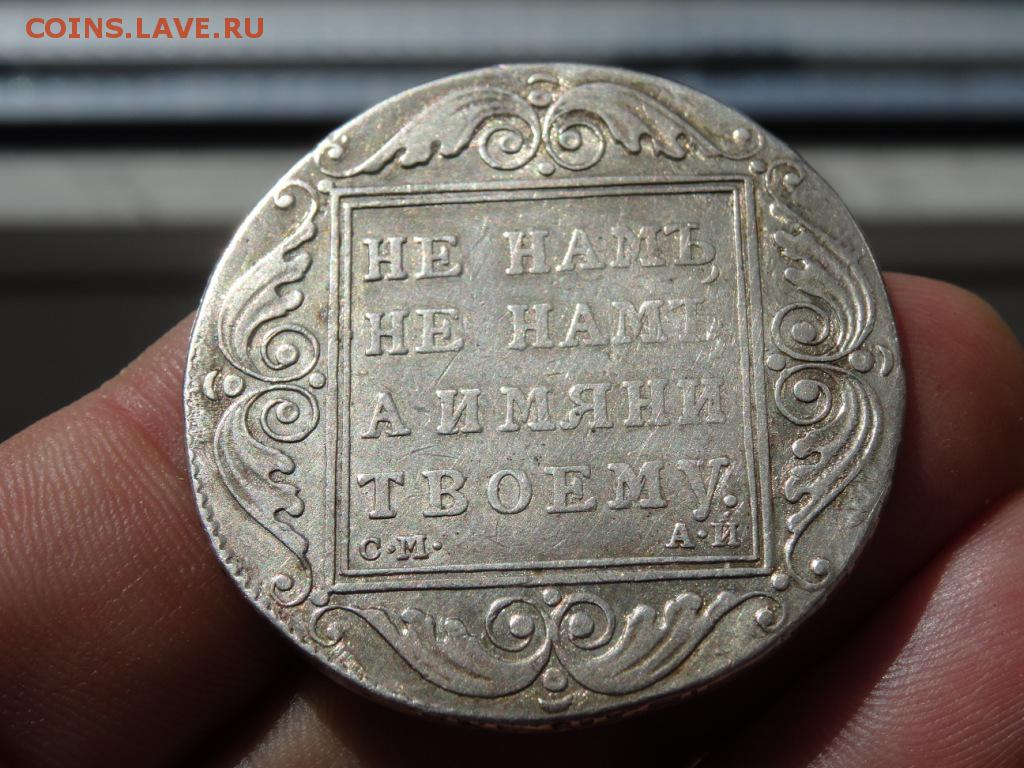 COINS.LAVE.RU
НЕ НАМЪ,
НЕ НАМЪ,
А·ИМЯНИ
ТВОЕМУ.
С·М· А·И